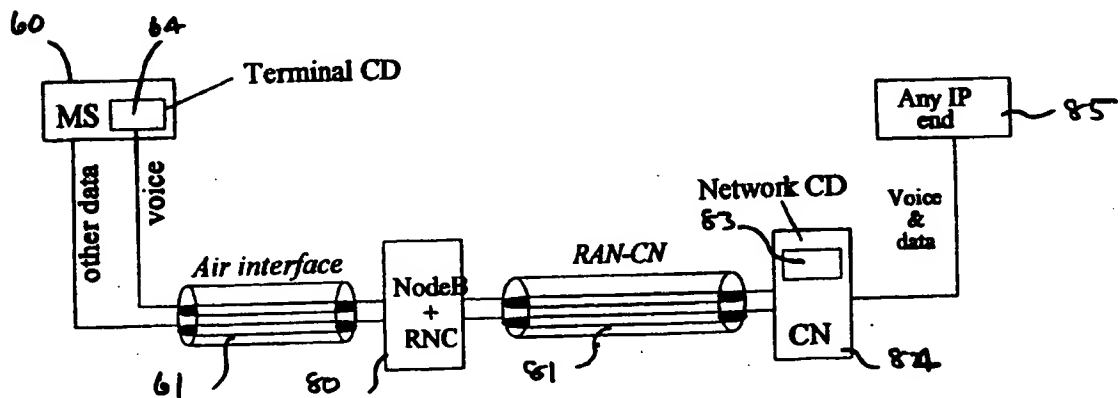 60
64
Terminal CD
MS
other data
voice
Air interface
61
NodeB
+
RNC
80
RAN-CN
81
Network CD
83
CN
Voice
&
data
Any IP
end
85